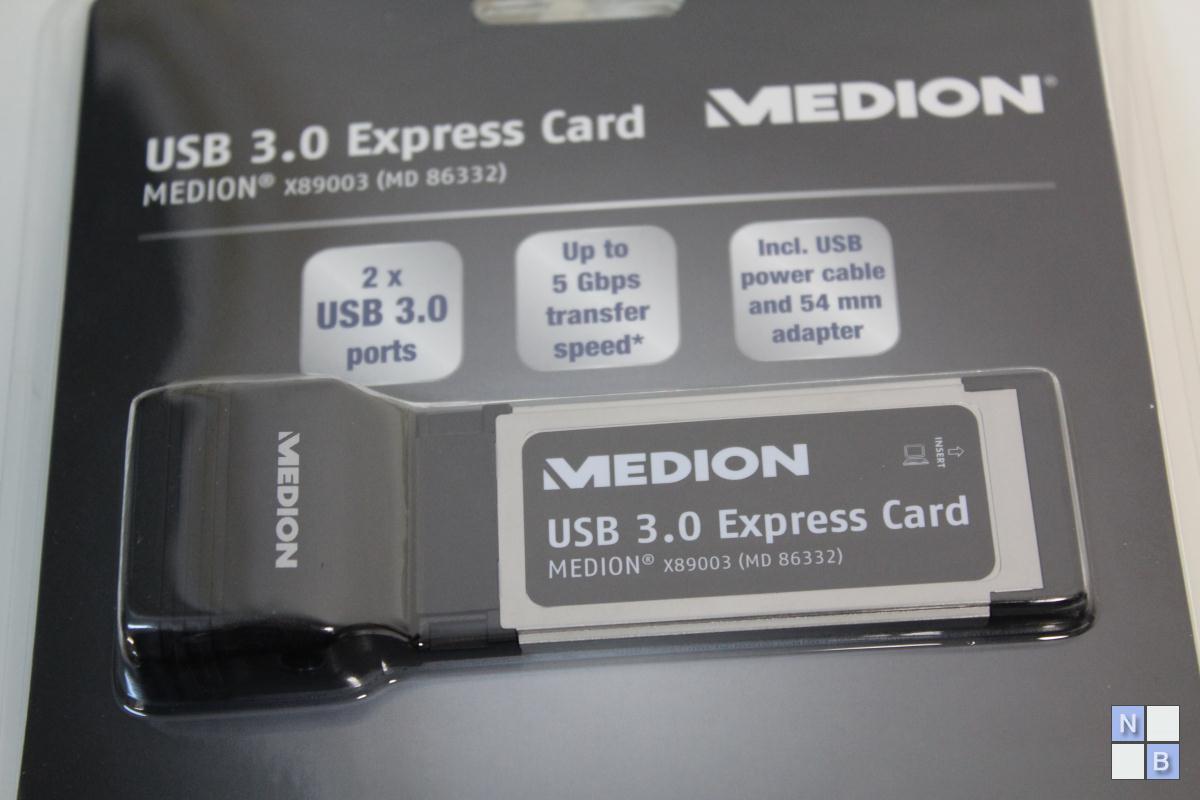 MEDION®
USB 3.0 Express Card
MEDION® X89003 (MD 86332)
2 x
USB 3.0
ports
Up to
5 Gbps
transfer
speed*
Incl. USB
power cable
and 54 mm
adapter
MEDION
MEDION
INSERT
USB 3.0 Express Card
MEDION® X89003 (MD 86332)
N
B